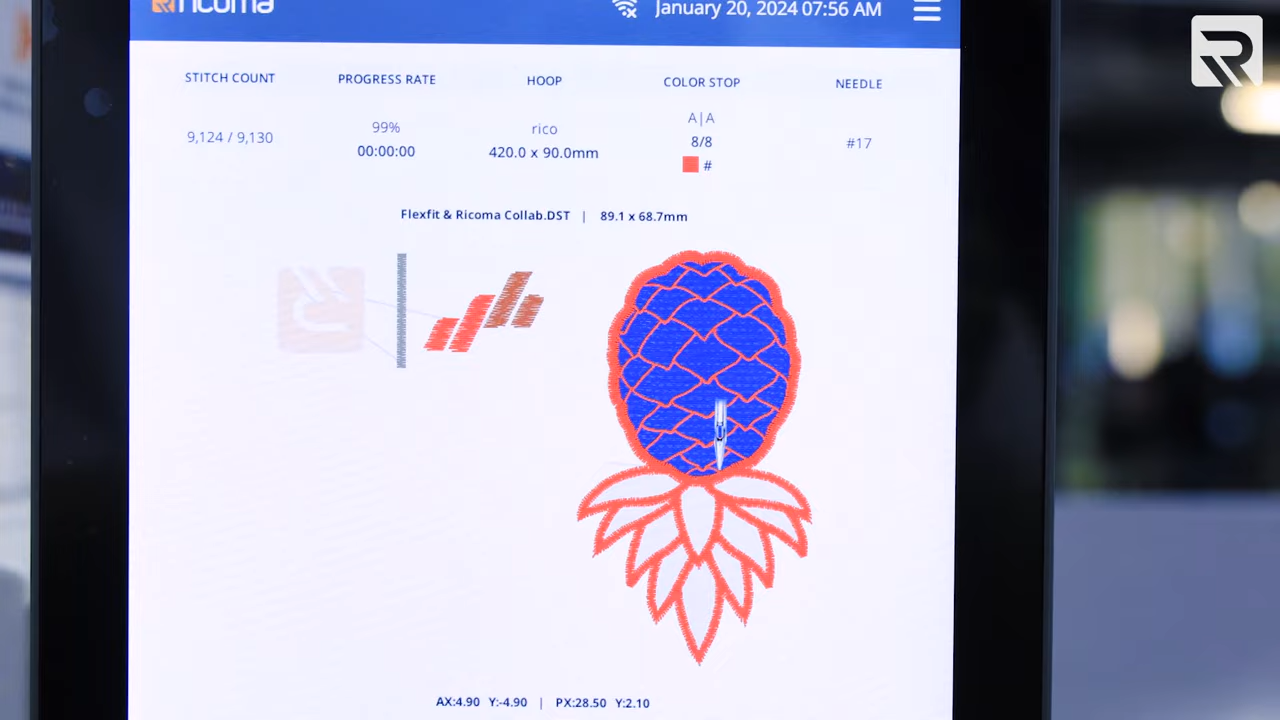 Ricoma
January 20, 2024 07:56 AM
STITCH COUNT
PROGRESS RATE
HOOP
COLOR STOP
NEEDLE
9,124 / 9,130
99%
00:00:00
rico
420.0 x 90.0mm
A|A
8/8
#
#17
Flexfit & Ricoma Collab.DST | 89.1 x 68.7mm
AX:4.90 Y:-4.90 | PX:28.50 Y:2.10